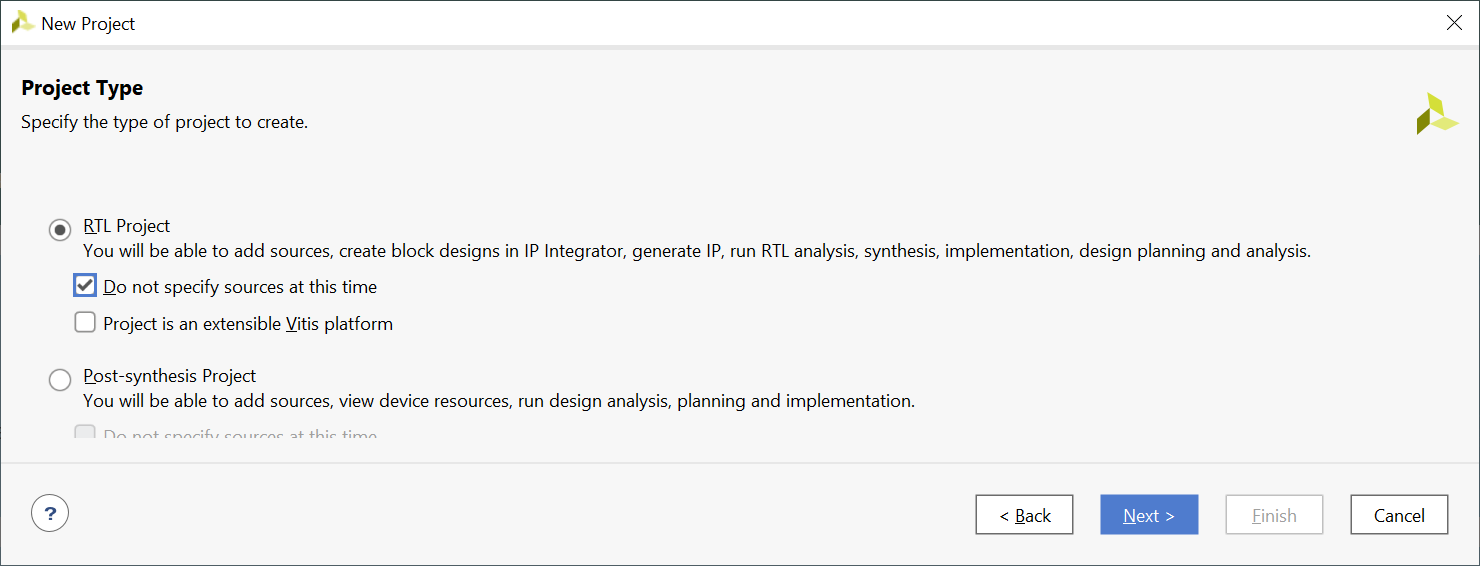 New Project
Project Type
Specify the type of project to create.
RTL Project
You will be able to add sources, create block designs in IP Integrator, generate IP, run RTL analysis, synthesis, implementation, design planning and analysis.
Do not specify sources at this time
Project is an extensible Vitis platform
Post-synthesis Project
You will be able to add sources, view device resources, run design analysis, planning and implementation.
Do not specify sources at this time
?
< Back
Next >
Finish
Cancel